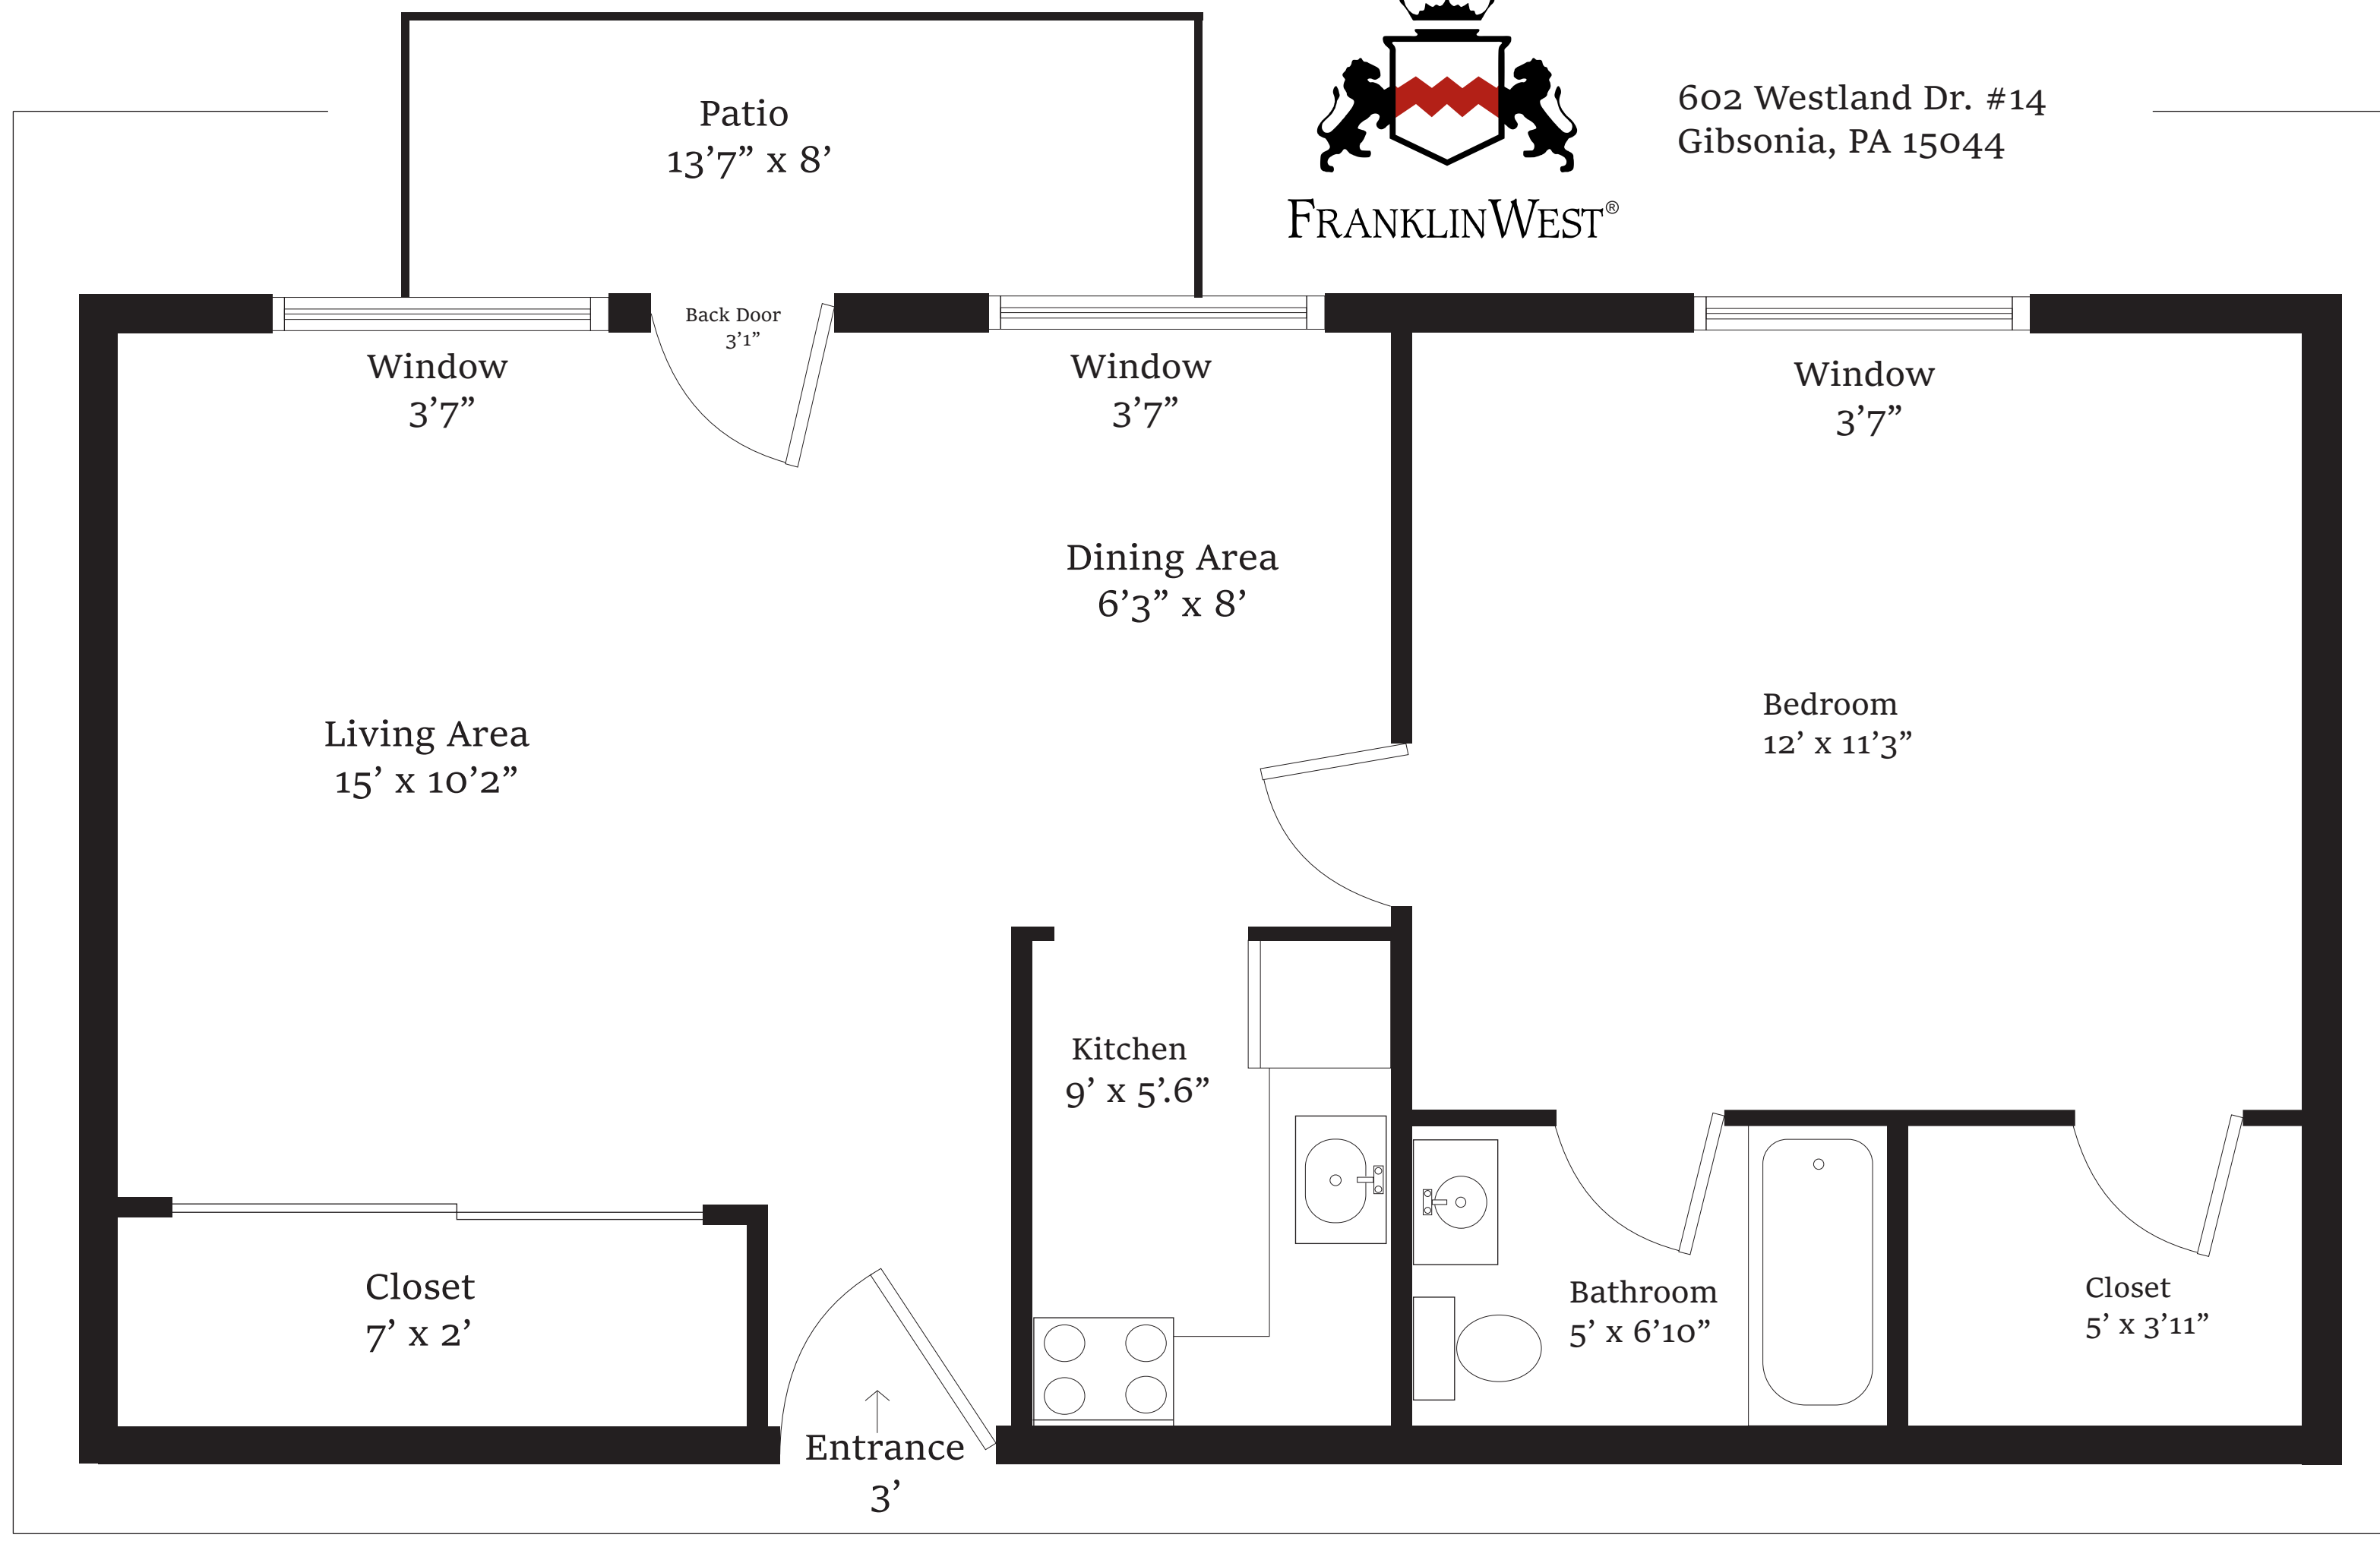 Patio
13’7” x 8’
FRANKLINWEST®
602 Westland Dr. #14
Gibsonia, PA 15044
Back Door
3’1”
Window
3’7”
Window
3’7”
Window
3’7”
Dining Area
6’3” x 8’
Living Area
15’ x 10’2”
Bedroom
12’ x 11’3”
Kitchen
9’ x 5’.6”
Closet
7’ x 2’
Bathroom
5’ x 6’10”
Closet
5’ x 3’11”
Entrance
3’